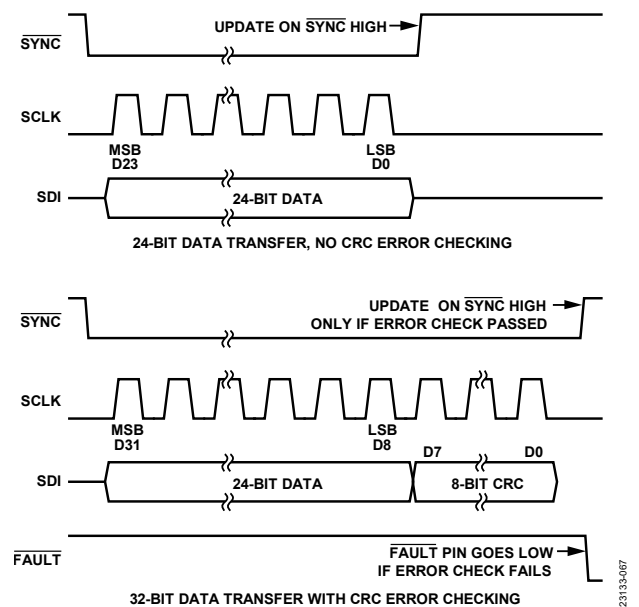 UPDATE ON SYNC HIGH
SYNC
SCLK
MSB
D23
LSB
D0
SDI
24-BIT DATA
24-BIT DATA TRANSFER, NO CRC ERROR CHECKING
UPDATE ON SYNC HIGH
ONLY IF ERROR CHECK PASSED
SYNC
SCLK
MSB
D31
LSB
D8
D7
D0
SDI
24-BIT DATA
8-BIT CRC
FAULT
FAULT PIN GOES LOW
IF ERROR CHECK FAILS
32-BIT DATA TRANSFER WITH CRC ERROR CHECKING
23133-067